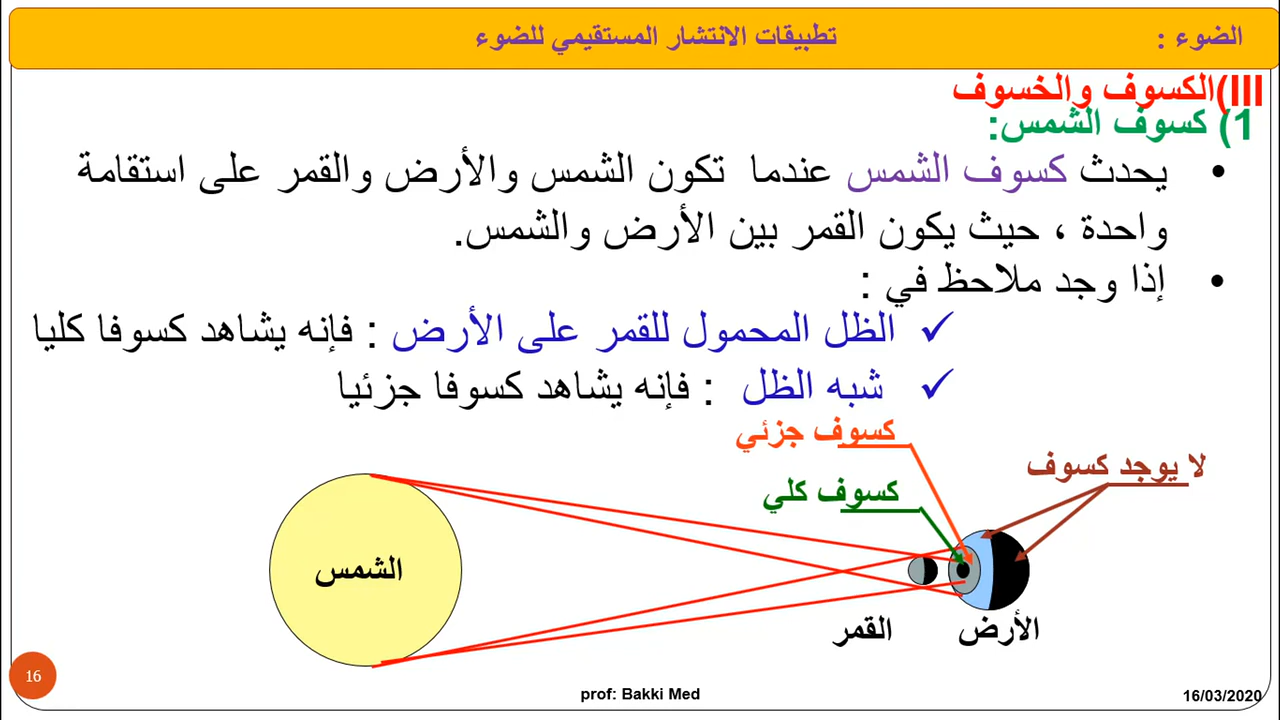 الضوء : تطبيقات الانتشار المستقيمي للضوء
III)الكسوف والخسوف
1) كسوف الشمس:
• يحدث كسوف الشمس عندما تكون الشمس والأرض والقمر على استقامة
واحدة ، حيث يكون القمر بين الأرض والشمس.
• إذا وجد ملاحظ في :
✓ الظل المحمول للقمر على الأرض : فإنه يشاهد كسوفا كليا
✓ شبه الظل : فإنه يشاهد كسوفا جزئيا
كسوف جزئي
لا يوجد كسوف
كسوف كلي
الشمس
الأرض
القمر
16
prof: Bakki Med
16/03/2020